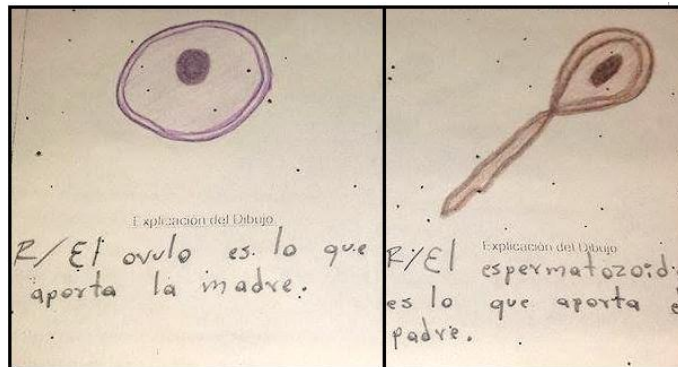 Explicación del Dibujo
R/El ovulo es lo que
aporta la madre.
Explicación del Dibujo
R/El espermatozoid
es lo que aporta e
padre.